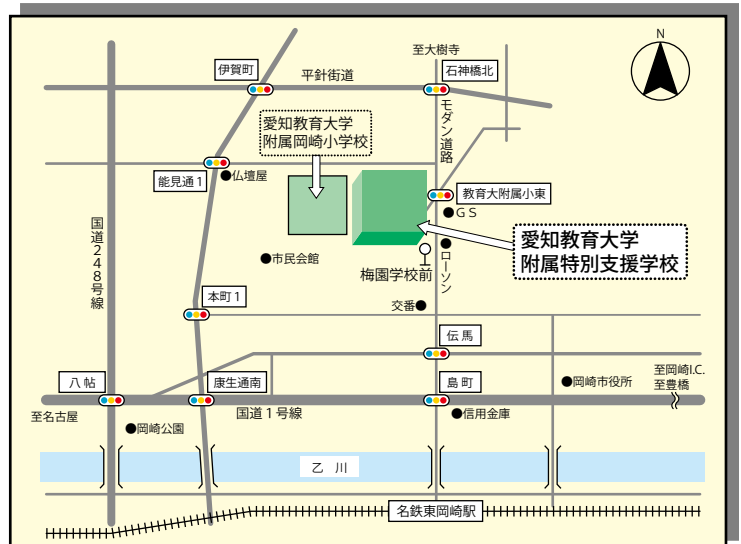 N
至大樹寺
伊賀町
平針街道
石神橋北
モダン道路
愛知教育大学
附属岡崎小学校
能見通1
●仏壇屋
教育大附属小東
●GS
国道248号線
愛知教育大学
附属特別支援学校
●市民会館
梅園学校前
●ローソン
本町1
交番●
伝馬
八帖
康生通南
島町
●岡崎市役所
至岡崎I.C.
至豊橋
至名古屋
国道1号線
●岡崎公園
●信用金庫
乙 川
名鉄東岡崎駅